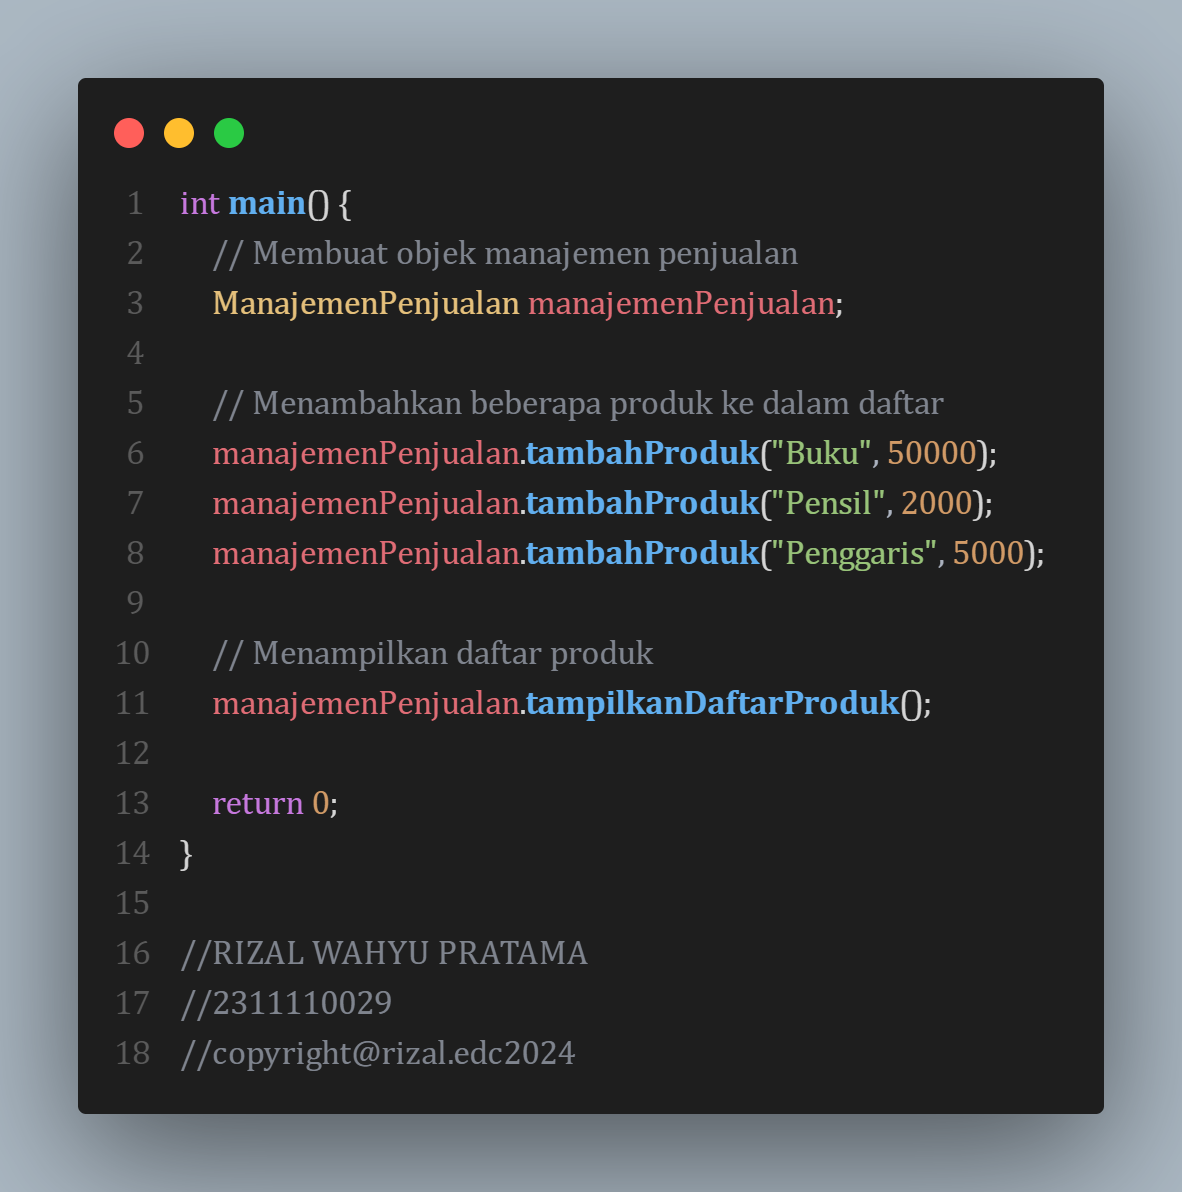 1 int main() {
2 // Membuat objek manajemen penjualan
3 ManajemenPenjualan manajemenPenjualan;
4
5 // Menambahkan beberapa produk ke dalam daftar
6 manajemenPenjualan.tambahProduk("Buku", 50000);
7 manajemenPenjualan.tambahProduk("Pensil", 2000);
8 manajemenPenjualan.tambahProduk("Penggaris", 5000);
9
10 // Menampilkan daftar produk
11 manajemenPenjualan.tampilkanDaftarProduk();
12
13 return 0;
14 }
15
16 //RIZAL WAHYU PRATAMA
17 //2311110029
18 //copyright@rizal.edc2024